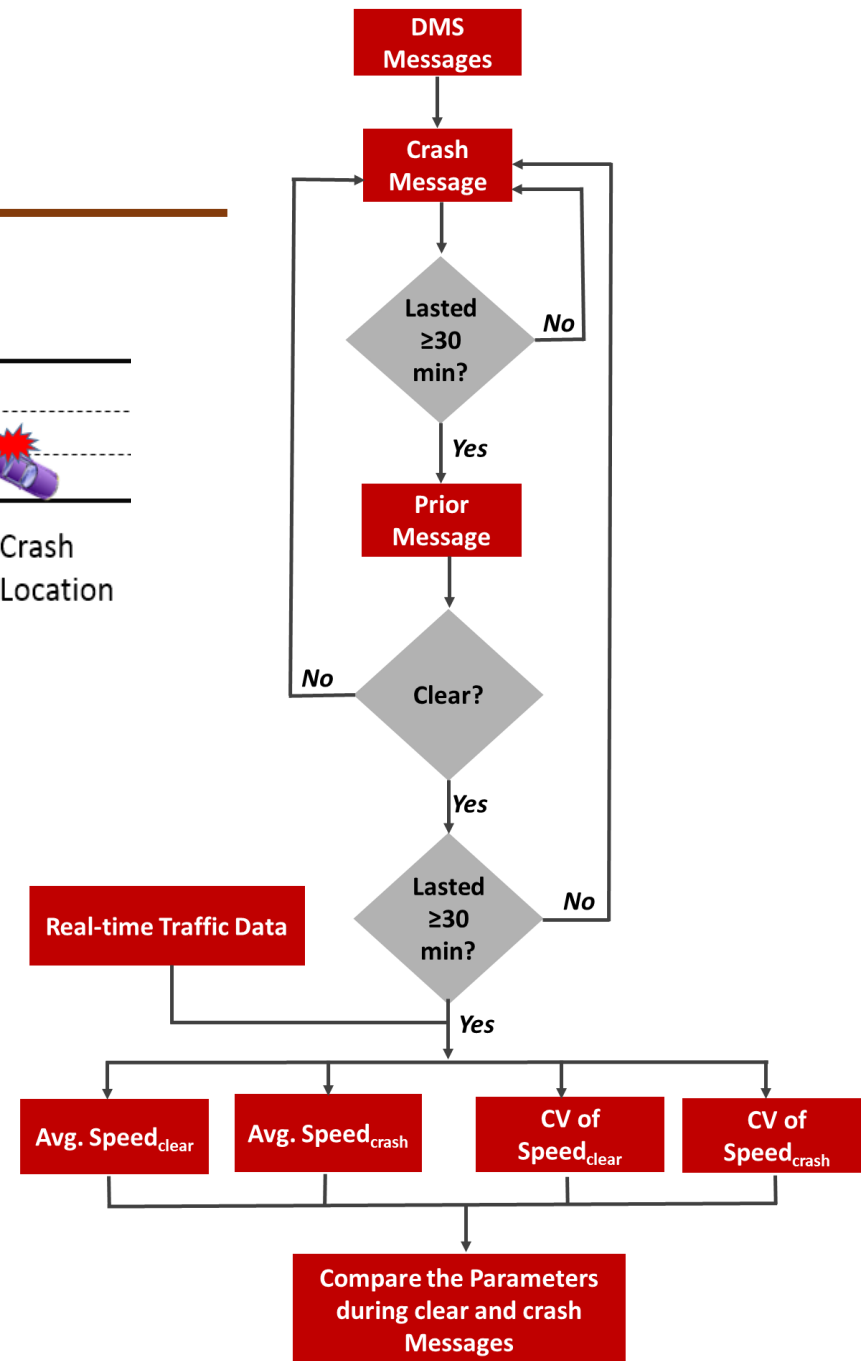 DMS
Messages
Crash
Message
Lasted
≥30
min?
No
Yes
Prior
Message
Crash
Location
No
Clear?
Yes
Lasted
≥30
min?
No
Real-time Traffic Data
Yes
Avg. Speedclear
Avg. Speedcrash
CV of
Speedclear
CV of
Speedcrash
Compare the Parameters
during clear and crash
Messages